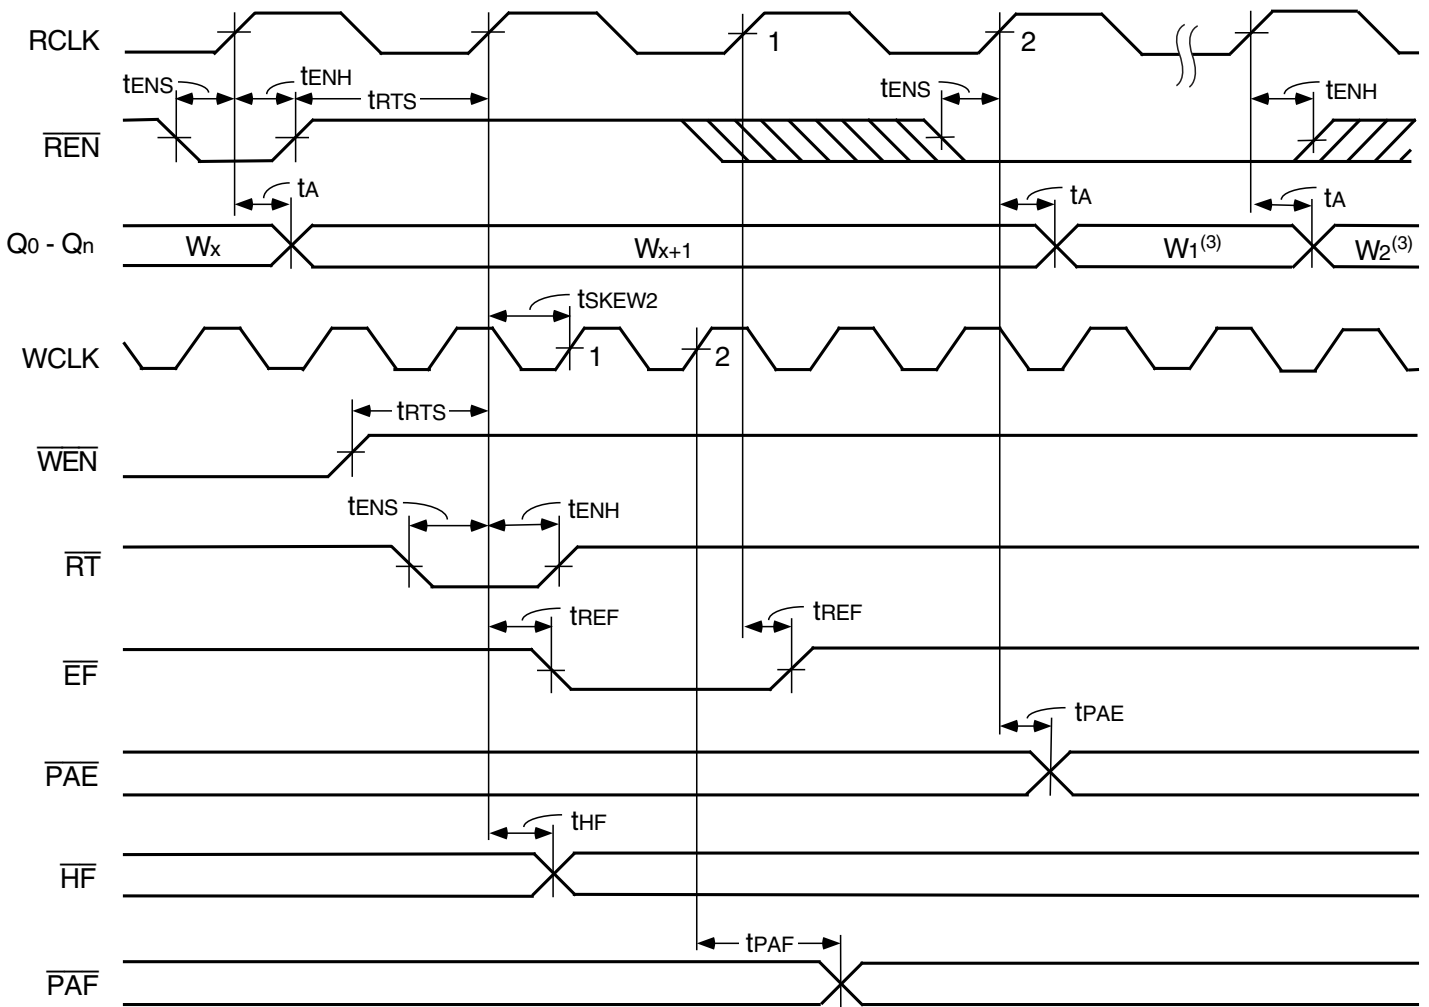 RCLK 1 2
tENS tENH tRTS tENS tENH
REN
tA tA tA
Q0 - Qn Wx Wx+1 W1(3) W2(3)
tSKEW2
WCLK 1 2
tRTS
WEN
tENS tENH
RT
tREF tREF
EF
tPAE
PAE
tHF
HF
tPAF
PAF